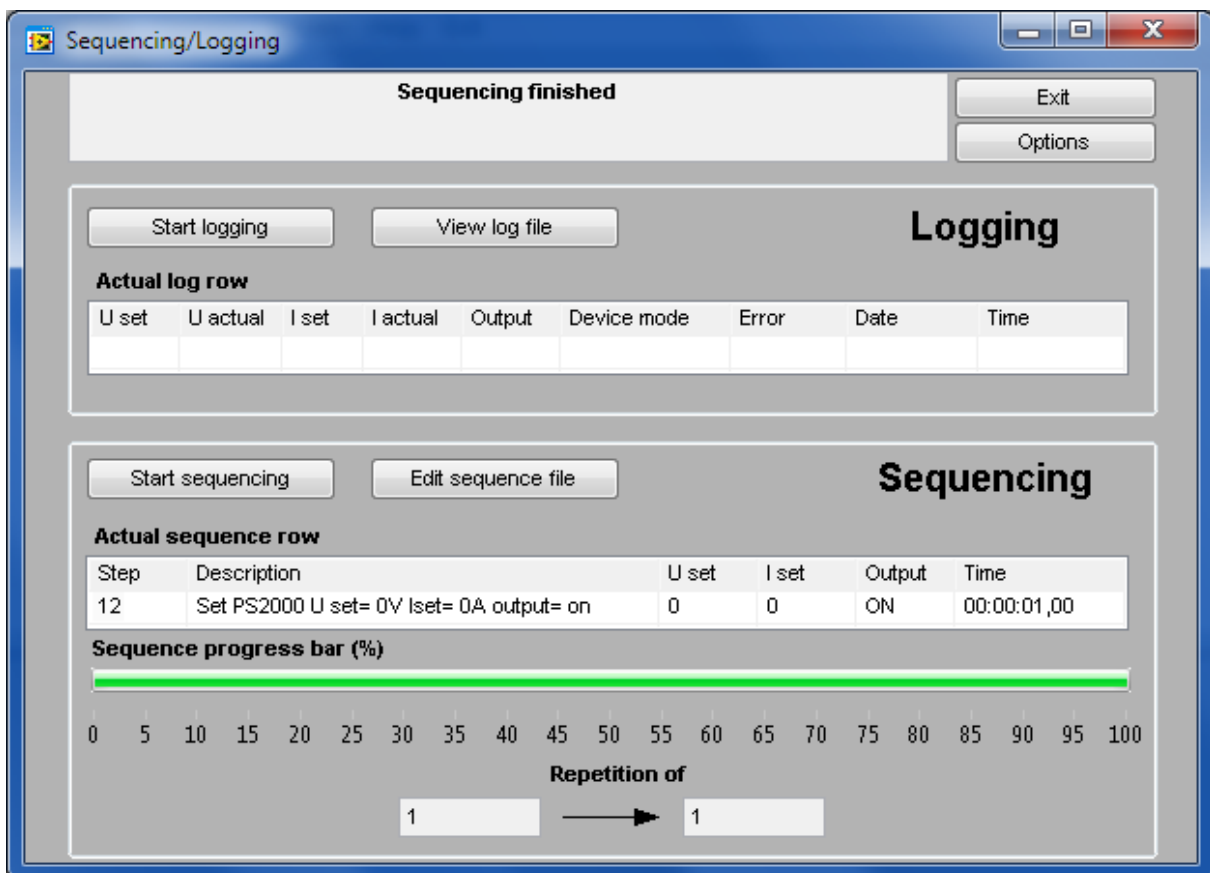 Sequencing/Logging
Sequencing finished
Exit
Options
Start logging View log file Logging
Actual log row
U set U actual I set I actual Output Device mode Error Date Time
Start sequencing Edit sequence file Sequencing
Actual sequence row
Step Description U set I set Output Time
12 Set PS2000 U set= 0V Iset= 0A output= on 0 0 ON 00:00:01,00
Sequence progress bar (%)
0 5 10 15 20 25 30 35 40 45 50 55 60 65 70 75 80 85 90 95 100
Repetition of
1 1